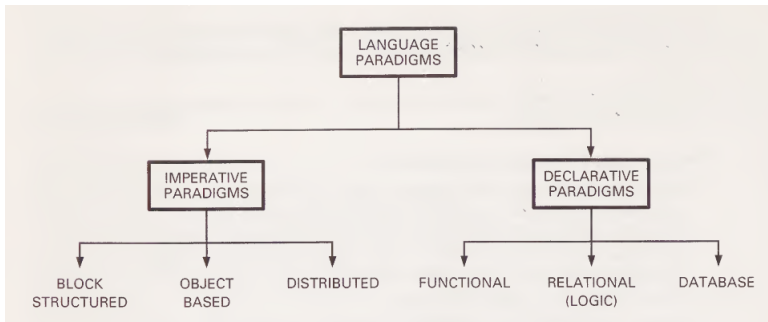 LANGUAGE
PARADIGMS
IMPERATIVE
PARADIGMS
DECLARATIVE
PARADIGMS
BLOCK
STRUCTURED
OBJECT
BASED
DISTRIBUTED
FUNCTIONAL
RELATIONAL
(LOGIC)
DATABASE